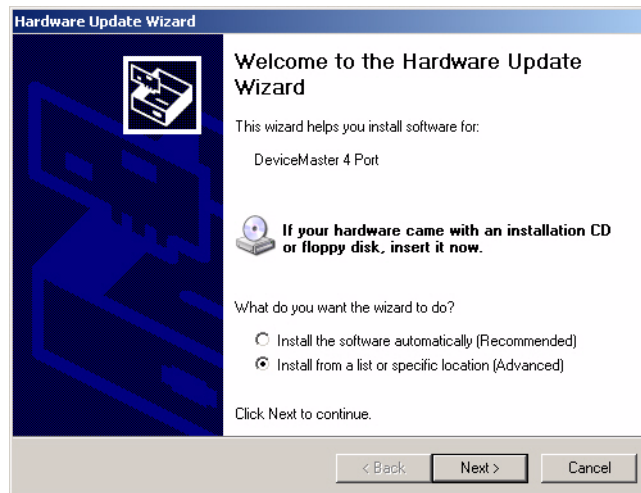 Hardware Update Wizard
Welcome to the Hardware Update
Wizard
This wizard helps you install software for:
DeviceMaster 4 Port
If your hardware came with an installation CD
or floppy disk, insert it now.
What do you want the wizard to do?
Install the software automatically (Recommended)
Install from a list or specific location (Advanced)
Click Next to continue.
< Back
Next >
Cancel